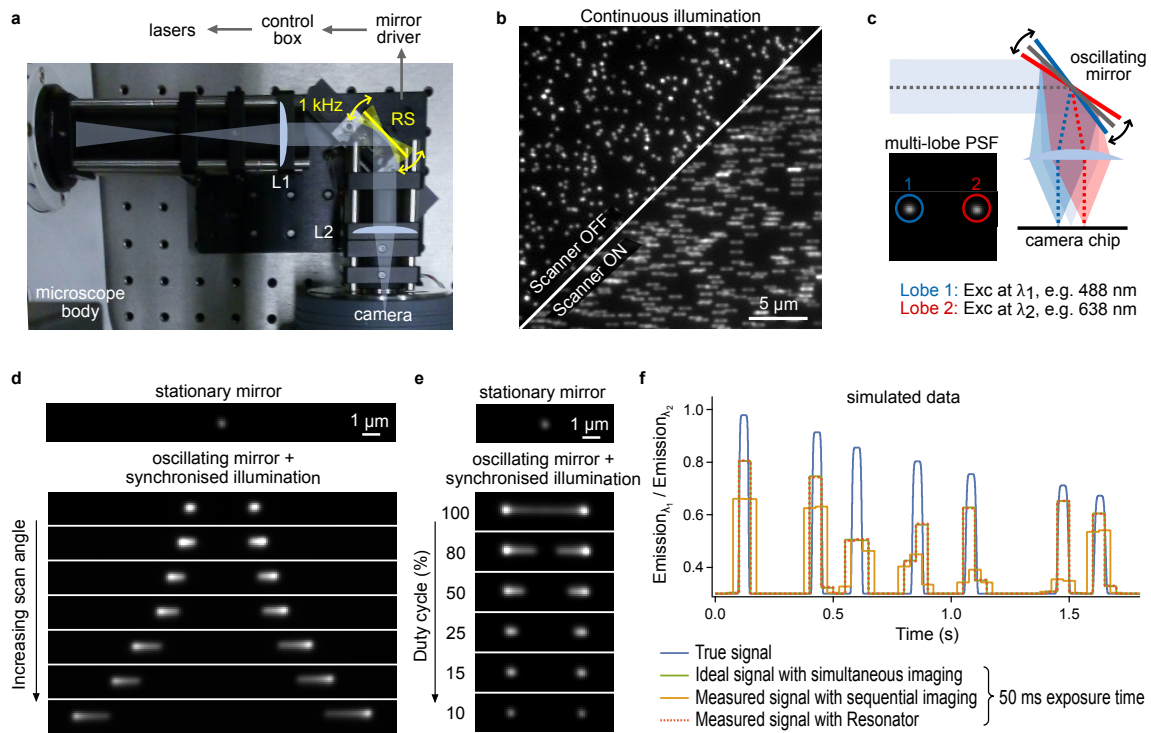 a
lasers
control
box
mirror
driver
1 kHz
RS
L1
L2
microscope
body
camera
b
Continuous illumination
Scanner OFF
Scanner ON
5 µm
c
oscillating
mirror
multi-lobe PSF
1
2
camera chip
Lobe 1: Exc at λ1, e.g. 488 nm
Lobe 2: Exc at λ2, e.g. 638 nm
d
stationary mirror
1 µm
oscillating mirror +
synchronised illumination
Increasing scan angle
e
stationary mirror
1 µm
oscillating mirror +
synchronised illumination
Duty cycle (%)
100
80
50
25
15
10
f
simulated data
Emissionλ1 / Emissionλ2
1.0
0.8
0.6
0.4
0.0
0.5
1.0
1.5
Time (s)
True signal
Ideal signal with simultaneous imaging
Measured signal with sequential imaging
Measured signal with Resonator
50 ms exposure time